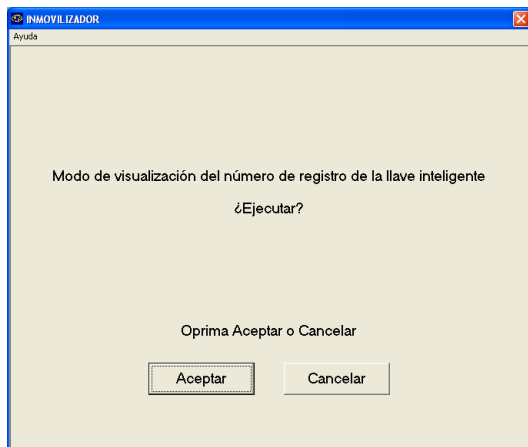 INMOVILIZADOR
Ayuda
Modo de visualización del número de registro de la llave inteligente
¿Ejecutar?
Oprima Aceptar o Cancelar
Aceptar Cancelar